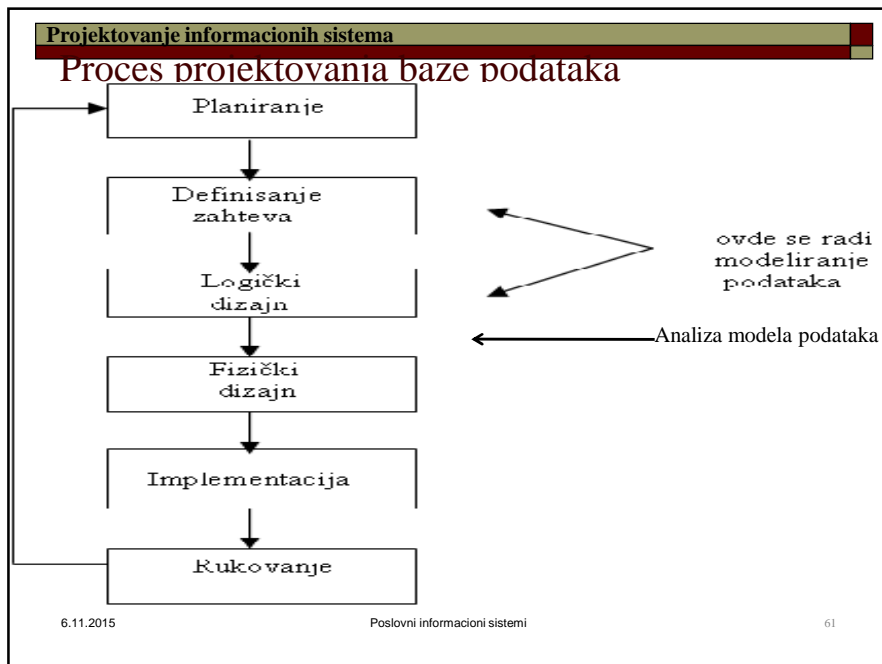 Projektovanje informacionih sistema
Proces projektovanja baze podataka
Planiranje
Definisanje
zahteva
Logički
dizajn
Fizički
dizajn
Implementacija
Rukovanje
ovde se radi
modeliranje
podataka
Analiza modela podataka
6.11.2015
Poslovni informacioni sistemi
61